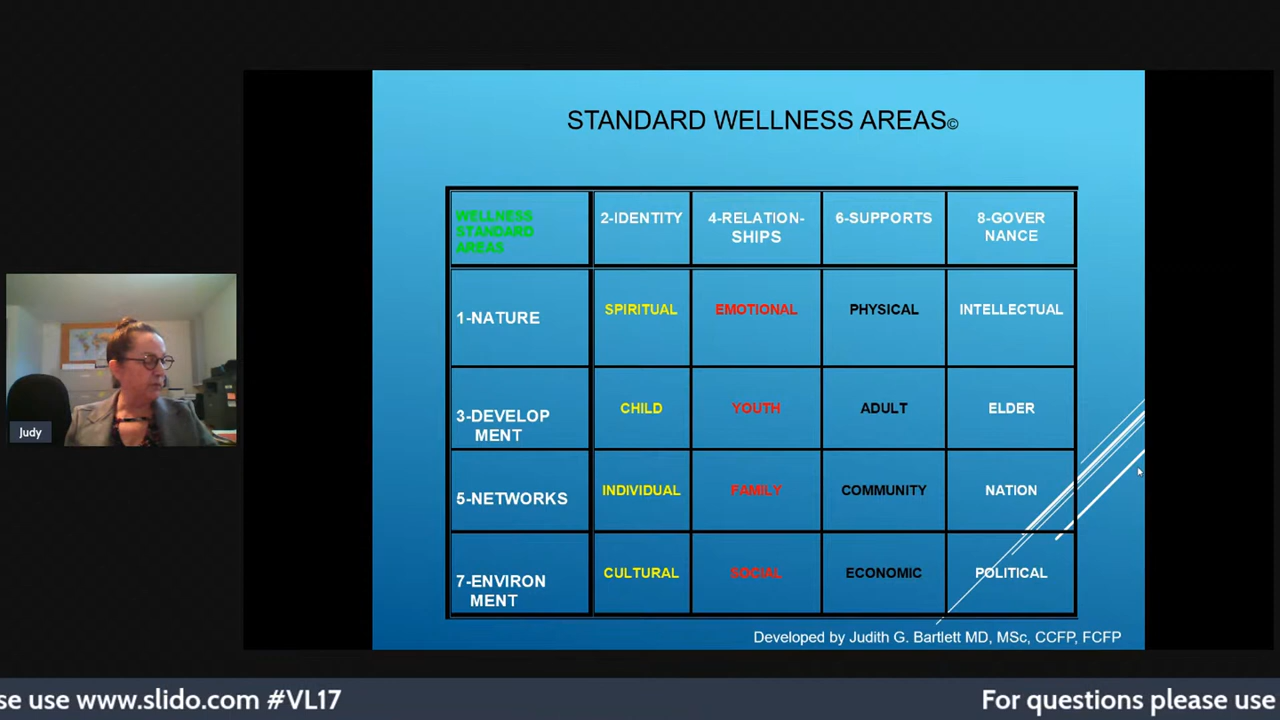 STANDARD WELLNESS AREAS©
WELLNESS
STANDARD
AREAS
2-IDENTITY
4-RELATION-
SHIPS
6-SUPPORTS
8-GOVER
NANCE
1-NATURE
SPIRITUAL
EMOTIONAL
PHYSICAL
INTELLECTUAL
3-DEVELOP
MENT
CHILD
YOUTH
ADULT
ELDER
5-NETWORKS
INDIVIDUAL
FAMILY
COMMUNITY
NATION
7-ENVIRON
MENT
CULTURAL
SOCIAL
ECONOMIC
POLITICAL
Developed by Judith G. Bartlett MD, MSc, CCFP, FCFP
Judy
se use www.slido.com #VL17
For questions please use